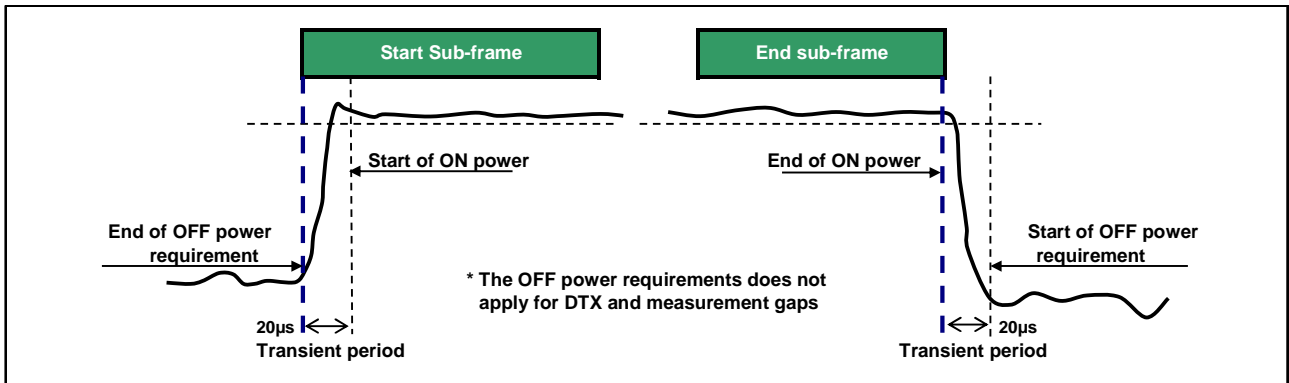 Start Sub-frame
End sub-frame
Start of ON power
End of ON power
End of OFF power
requirement
Start of OFF power
requirement
* The OFF power requirements does not
apply for DTX and measurement gaps
20µs
Transient period
20µs
Transient period